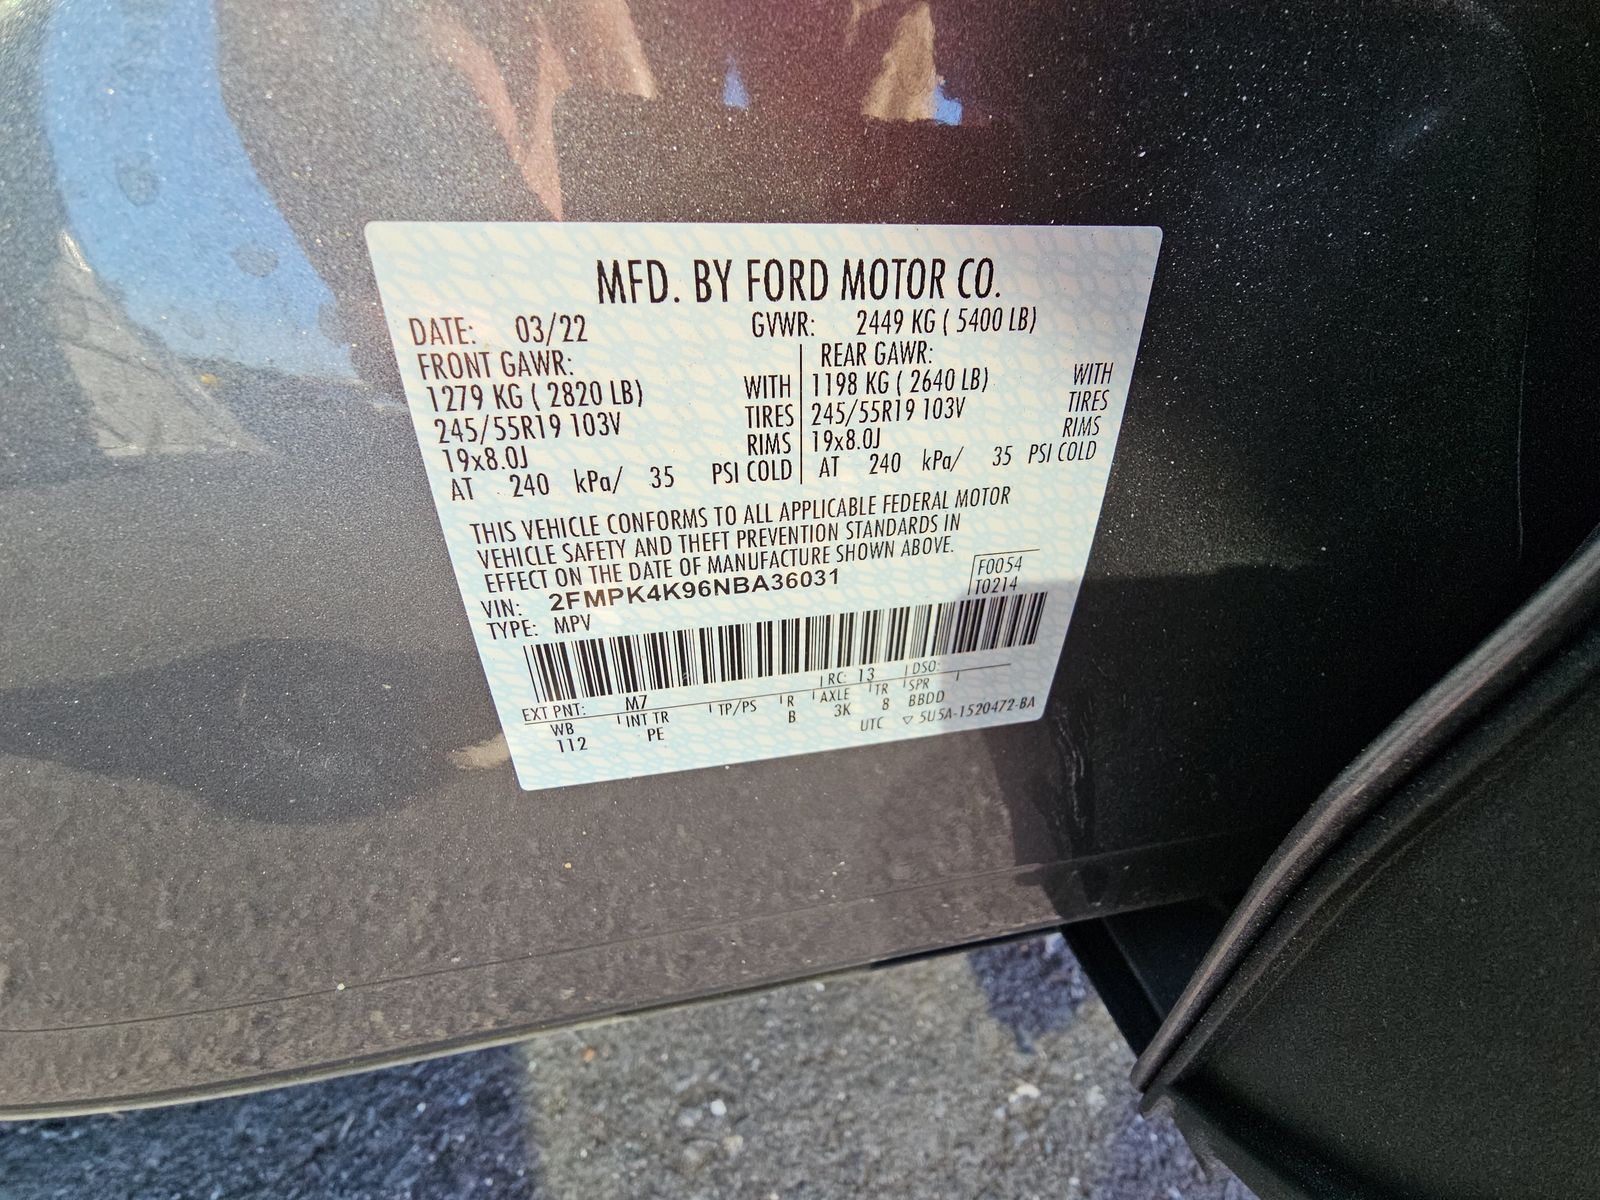 MFD. BY FORD MOTOR CO.
DATE: 03/22 GVWR: 2449 KG ( 5400 LB)
FRONT GAWR: REAR GAWR:
1279 KG ( 2820 LB) WITH 1198 KG ( 2640 LB) WITH
245/55R19 103V TIRES 245/55R19 103V TIRES
19x8.0J RIMS 19x8.0J RIMS
AT 240 kPa/ 35 PSI COLD AT 240 kPa/ 35 PSI COLD
THIS VEHICLE CONFORMS TO ALL APPLICABLE FEDERAL MOTOR
VEHICLE SAFETY AND THEFT PREVENTION STANDARDS IN
EFFECT ON THE DATE OF MANUFACTURE SHOWN ABOVE.
F0054
VIN: 2FMPK4K96NBA36031
T0214
TYPE: MPV
EXT PNT: M7 RC: 13 DSO:
WB INT TR TP/PS R AXLE TR SPR
112 PE B 3K 8 BBDD
UTC ▽ 5U5A-1520472-BA